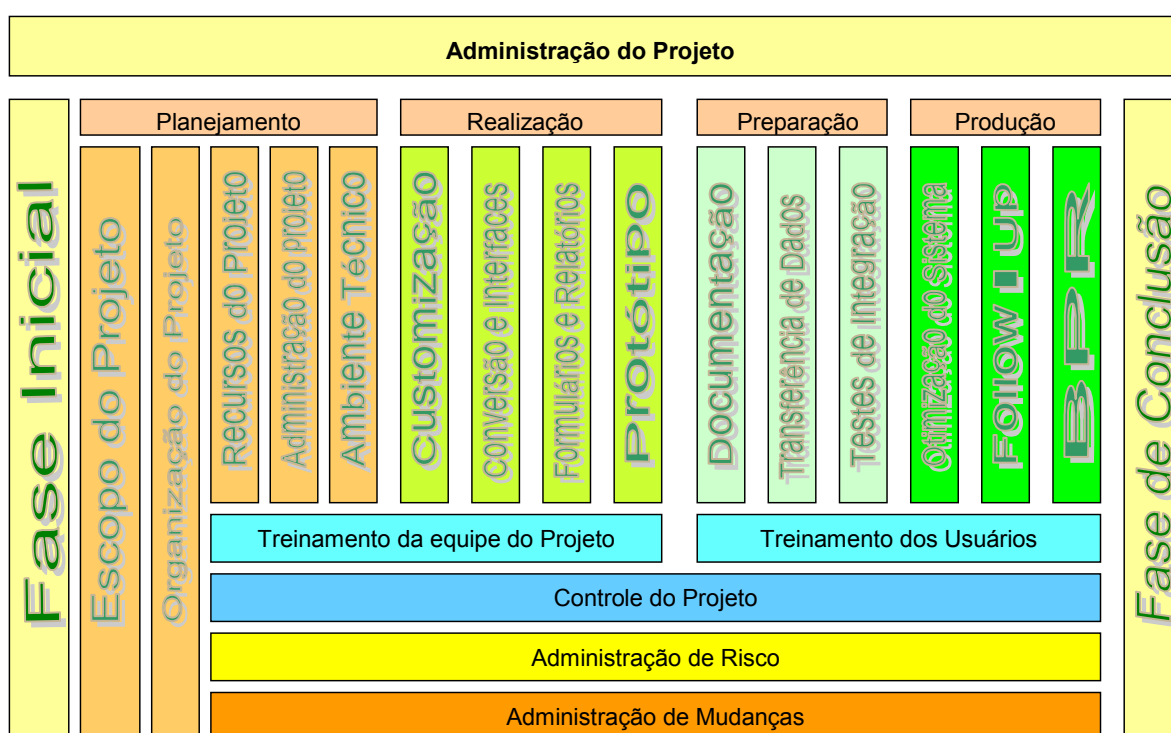 Administração do Projeto
Fase Inicial
Planejamento
Escopo do Projeto
Organização do Projeto
Recursos do Projeto
Administração do projeto
Ambiente Técnico
Realização
Customização
Conversão e Interfaces
Formulários e Relatórios
Protótipo
Preparação
Documentação
Transferência de Dados
Testes de Integração
Produção
Otimização do Sistema
Follow I Up
B P R
Treinamento da equipe do Projeto
Treinamento dos Usuários
Controle do Projeto
Administração de Risco
Administração de Mudanças
Fase de Conclusão